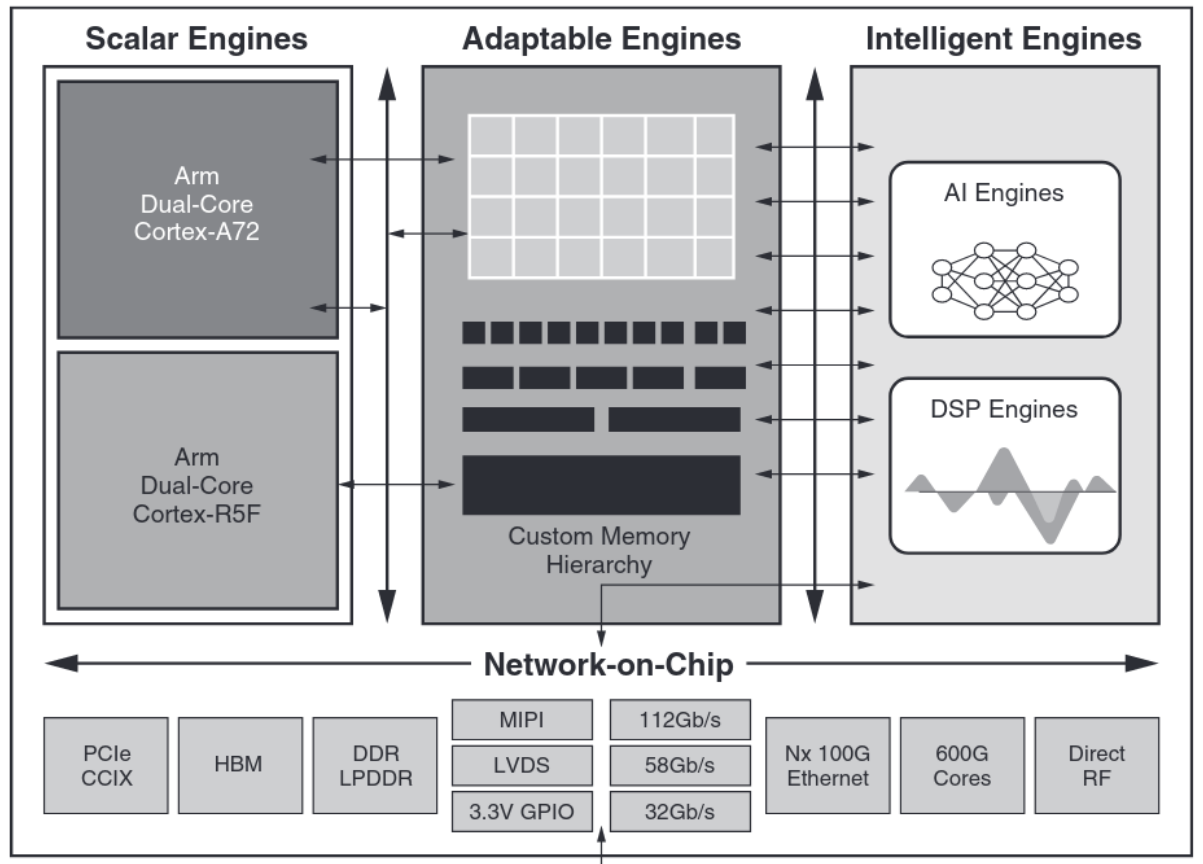 Scalar Engines
Adaptable Engines
Intelligent Engines
Arm
Dual-Core
Cortex-A72
Arm
Dual-Core
Cortex-R5F
Custom Memory
Hierarchy
AI Engines
DSP Engines
Network-on-Chip
PCIe
CCIX
HBM
DDR
LPDDR
MIPI
LVDS
3.3V GPIO
112Gb/s
58Gb/s
32Gb/s
Nx 100G
Ethernet
600G
Cores
Direct
RF